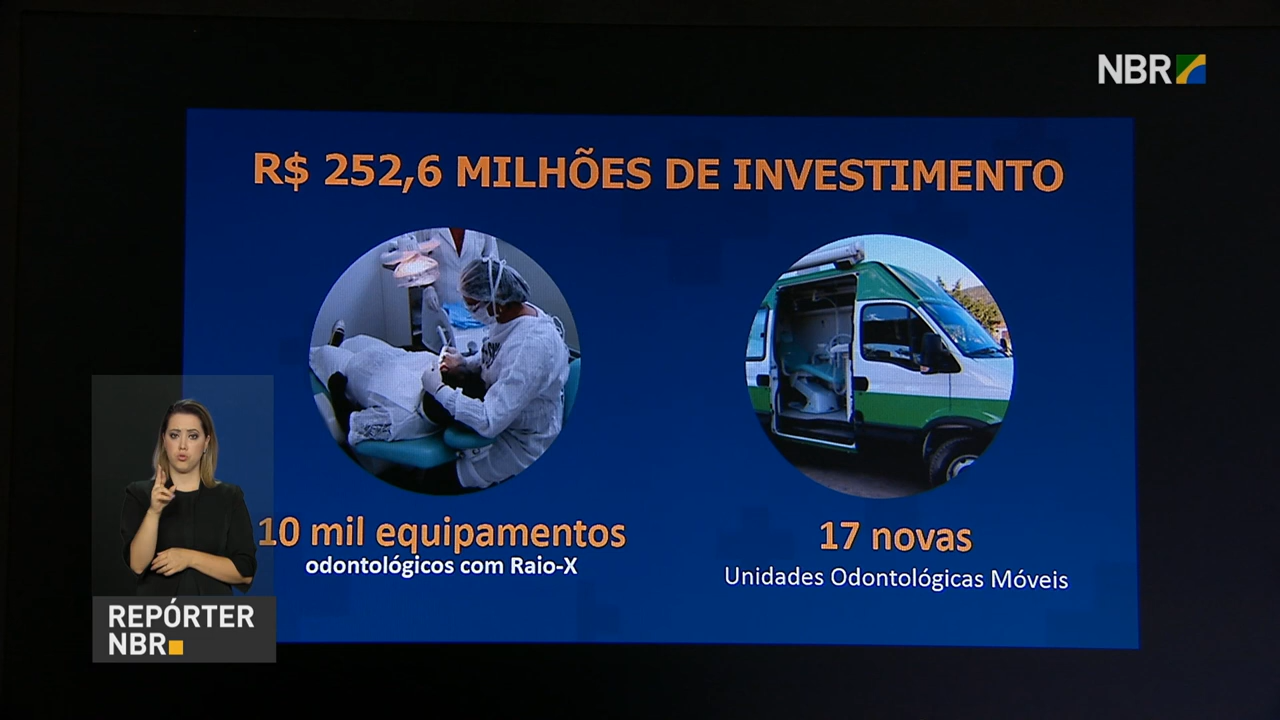 NBR
R$ 252,6 MILHÕES DE INVESTIMENTO
10 mil equipamentos
odontológicos com Raio-X
17 novas
Unidades Odontológicas Móveis
REPÓRTER
NBR